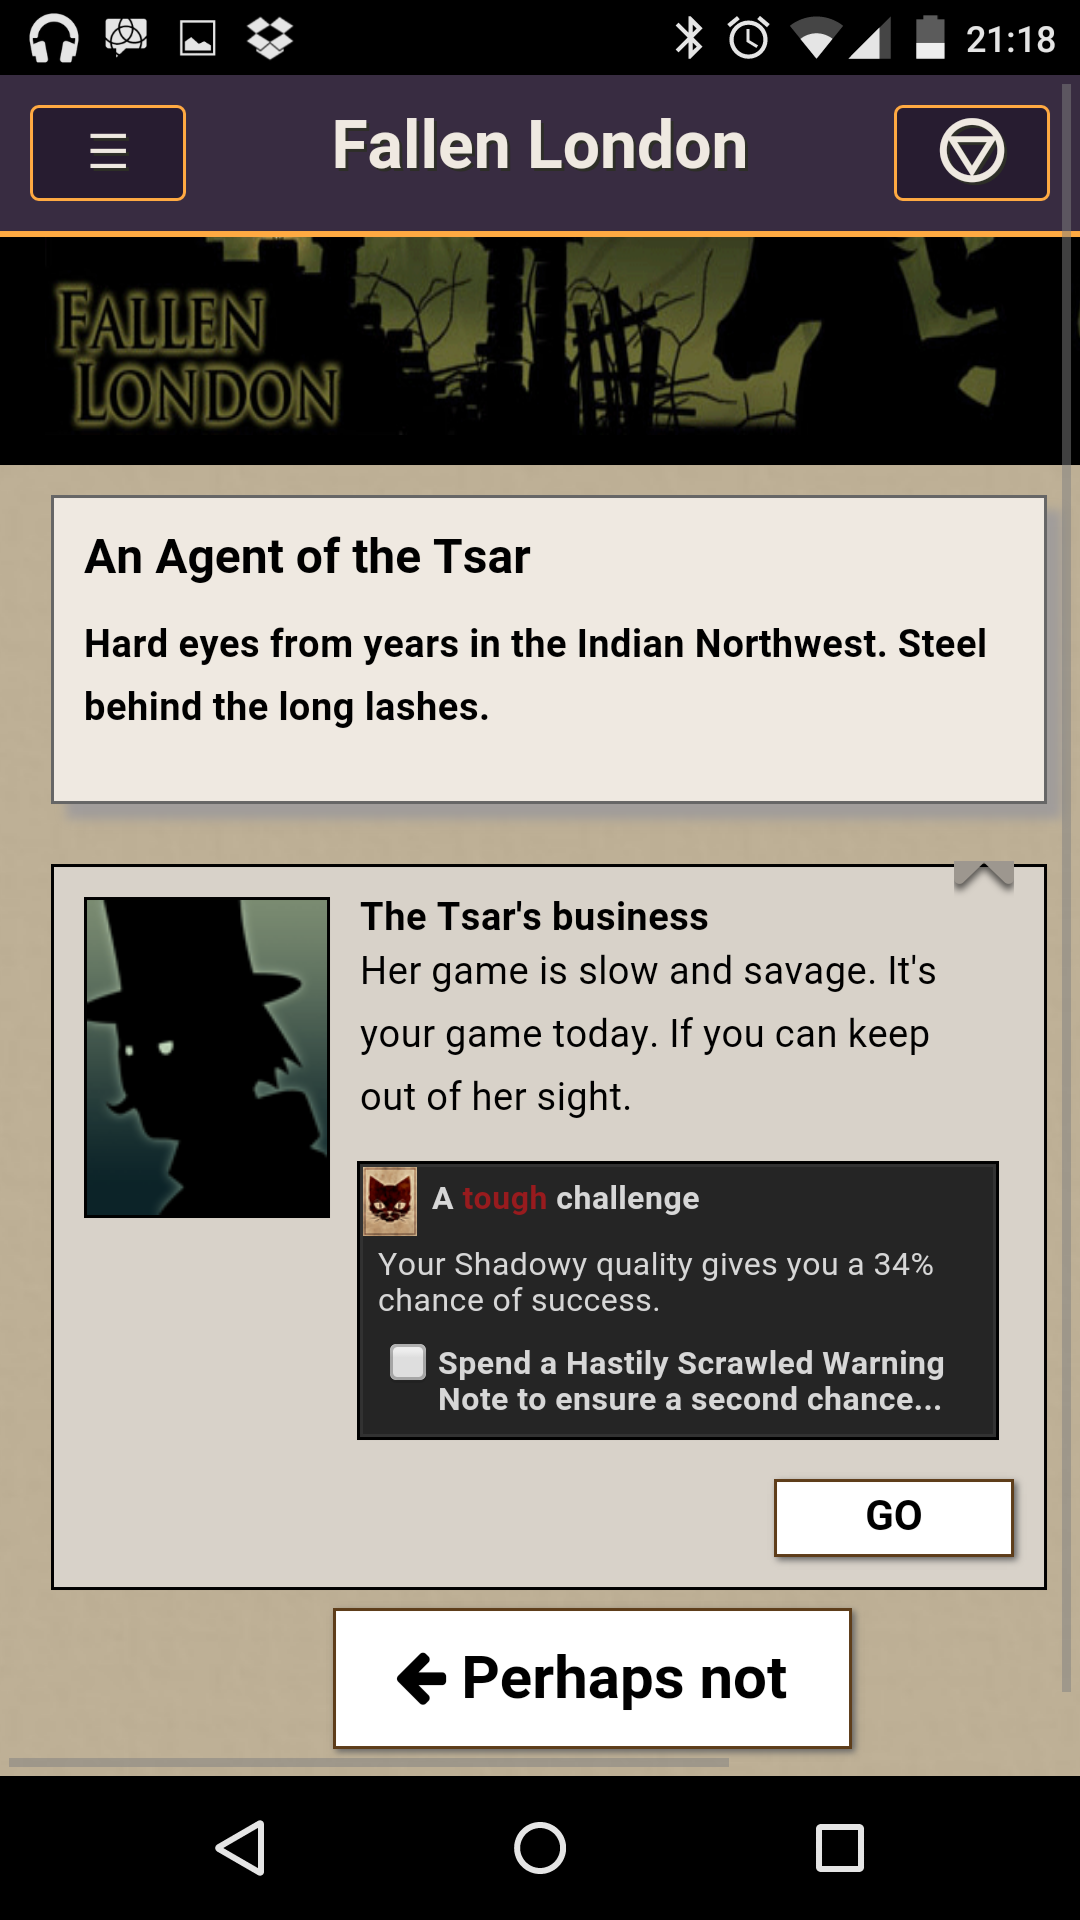 21:18
Fallen London
FALLEN
LONDON
An Agent of the Tsar
Hard eyes from years in the Indian Northwest. Steel
behind the long lashes.
The Tsar's business
Her game is slow and savage. It's
your game today. If you can keep
out of her sight.
A tough challenge
Your Shadowy quality gives you a 34%
chance of success.
Spend a Hastily Scrawled Warning
Note to ensure a second chance...
GO
Perhaps not